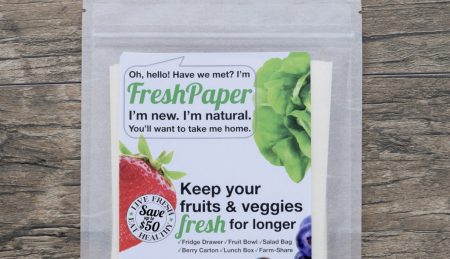 Oh, hello! Have we met? I'm
FreshPaper
I'm new. I'm natural.
You'll want to take me home.
Keep your
fruits & veggies
fresh for longer
✓Fridge Drawer ✓Fruit Bowl ✓Salad Bag
✓Berry Carton ✓Lunch Box ✓Farm-Share
LIVE FRESH
Save
up to
$50
EAT HEALTHY